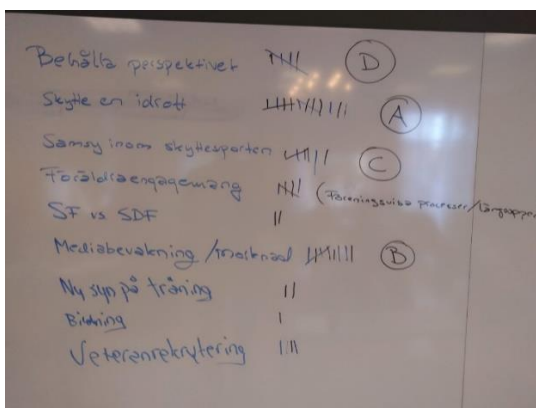 Behålla perspektivet D
Skytte en idrott A
Samsyn inom skyttesporten C
Föräldraengagemang (Föreningsvisa processer/
SF vs SDF
Mediabevakning / B
Ny syn på träning
Bildning
Veteranrekrytering